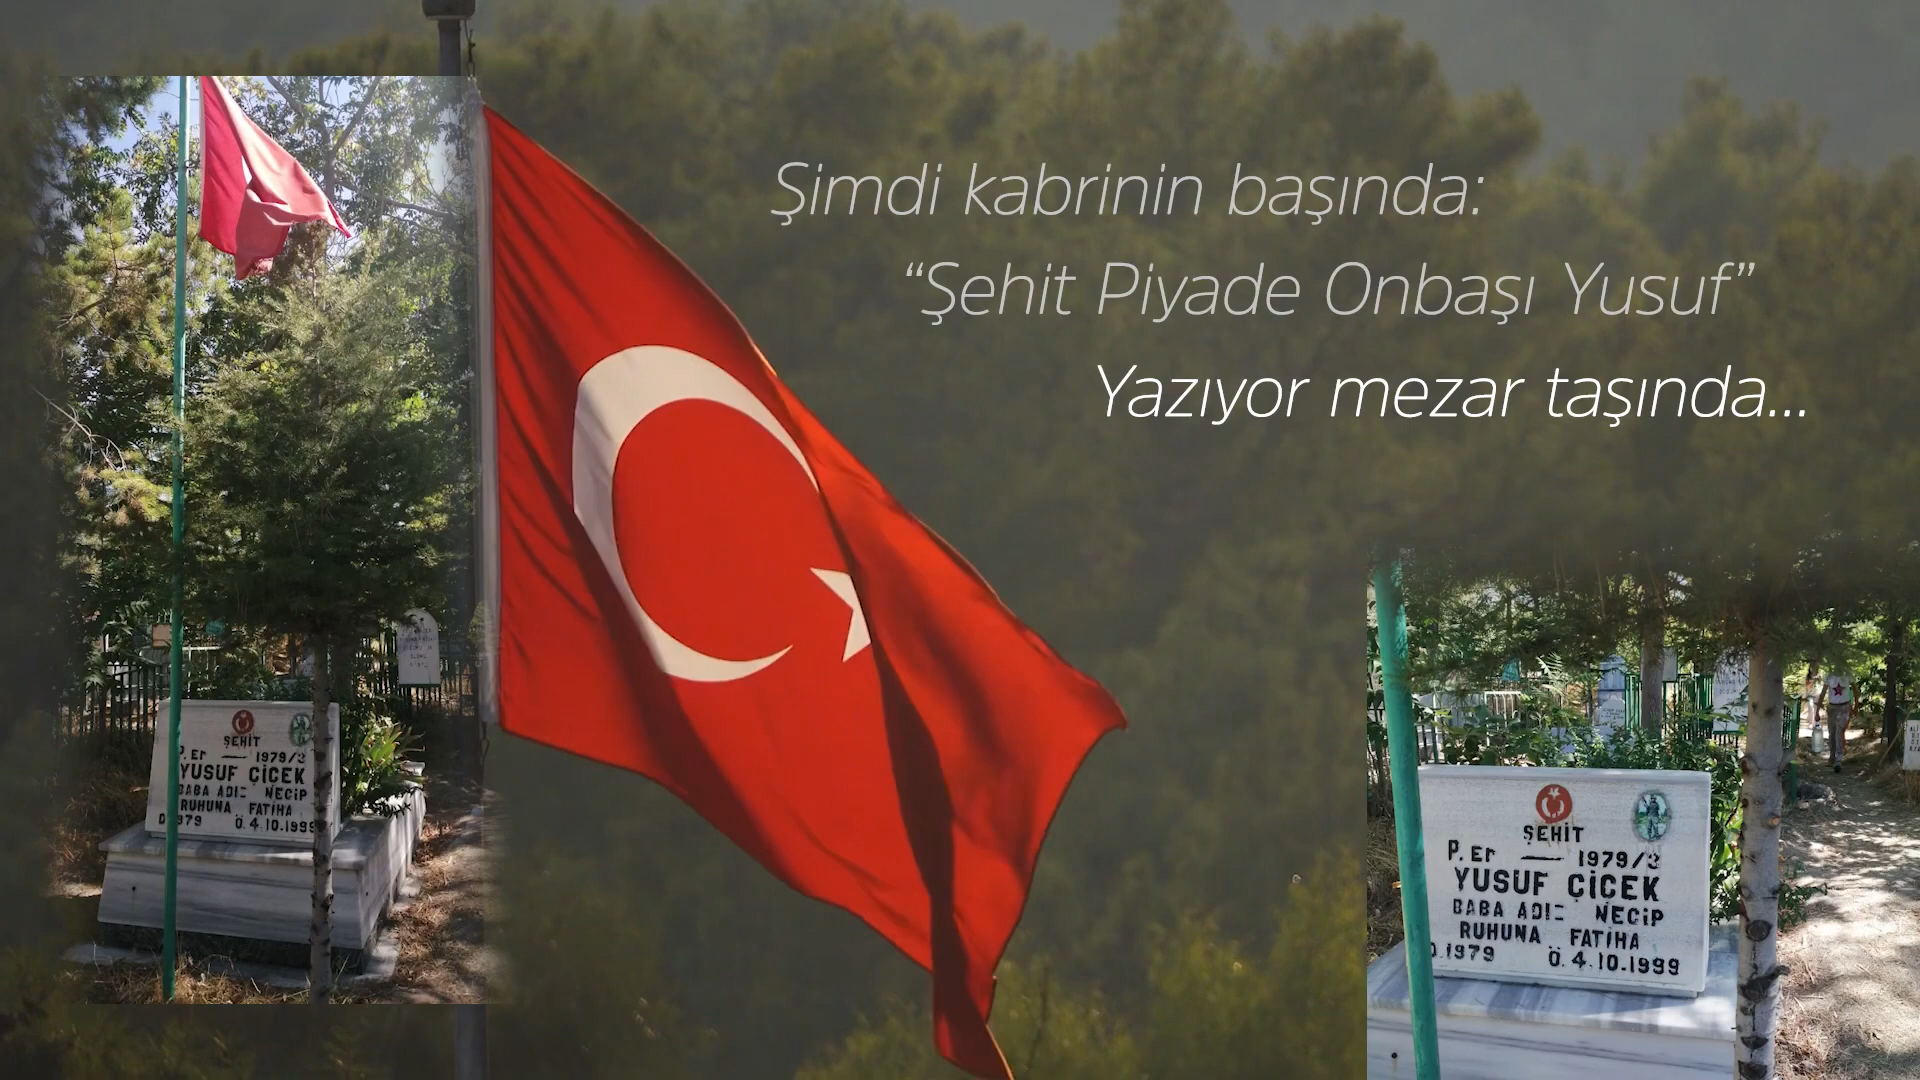 Şimdi kabrinin başında:
“Şehit Piyade Onbaşı Yusuf”
Yazıyor mezar taşında...
ŞEHİT
P. Er — 1979/3
YUSUF ÇİÇEK
BABA ADI: NECİP
RUHUNA FATİHA
D.1979 Ö.4.10.1999
ŞEHİT
P. Er — 1979/3
YUSUF ÇİÇEK
BABA ADI: NECİP
RUHUNA FATİHA
D.1979 Ö.4.10.1999